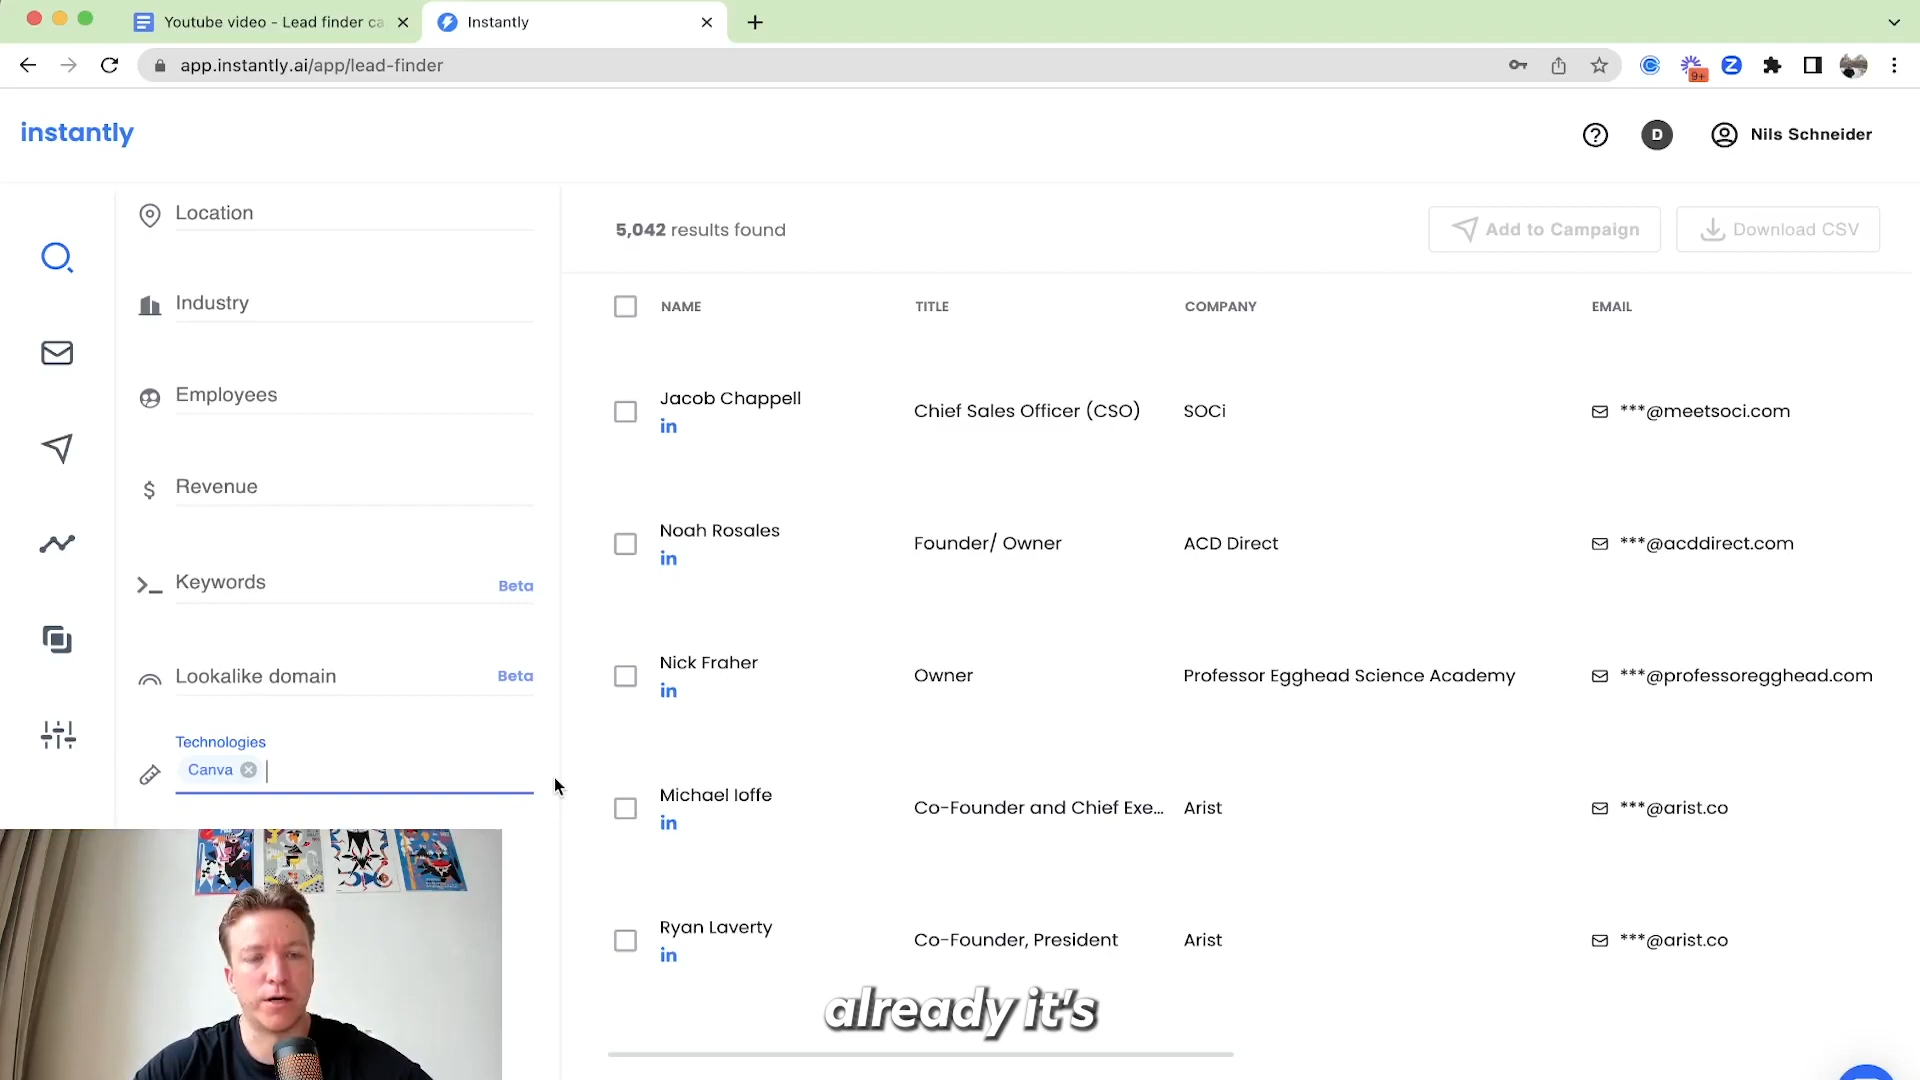 Youtube video - Lead finder ca
Instantly
app.instantly.ai/app/lead-finder
9+
instantly
D
Nils Schneider
Location
Industry
Employees
Revenue
Keywords
Beta
Lookalike domain
Beta
Technologies
Canva
5,042 results found
Add to Campaign
Download CSV
NAME TITLE COMPANY EMAIL
Jacob Chappell
in
Chief Sales Officer (CSO)
SOCi
***@meetsoci.com
Noah Rosales
in
Founder/ Owner
ACD Direct
***@acddirect.com
Nick Fraher
in
Owner
Professor Egghead Science Academy
***@professoregghead.com
Michael Ioffe
in
Co-Founder and Chief Exe...
Arist
***@arist.co
Ryan Laverty
in
Co-Founder, President
Arist
***@arist.co
already it's